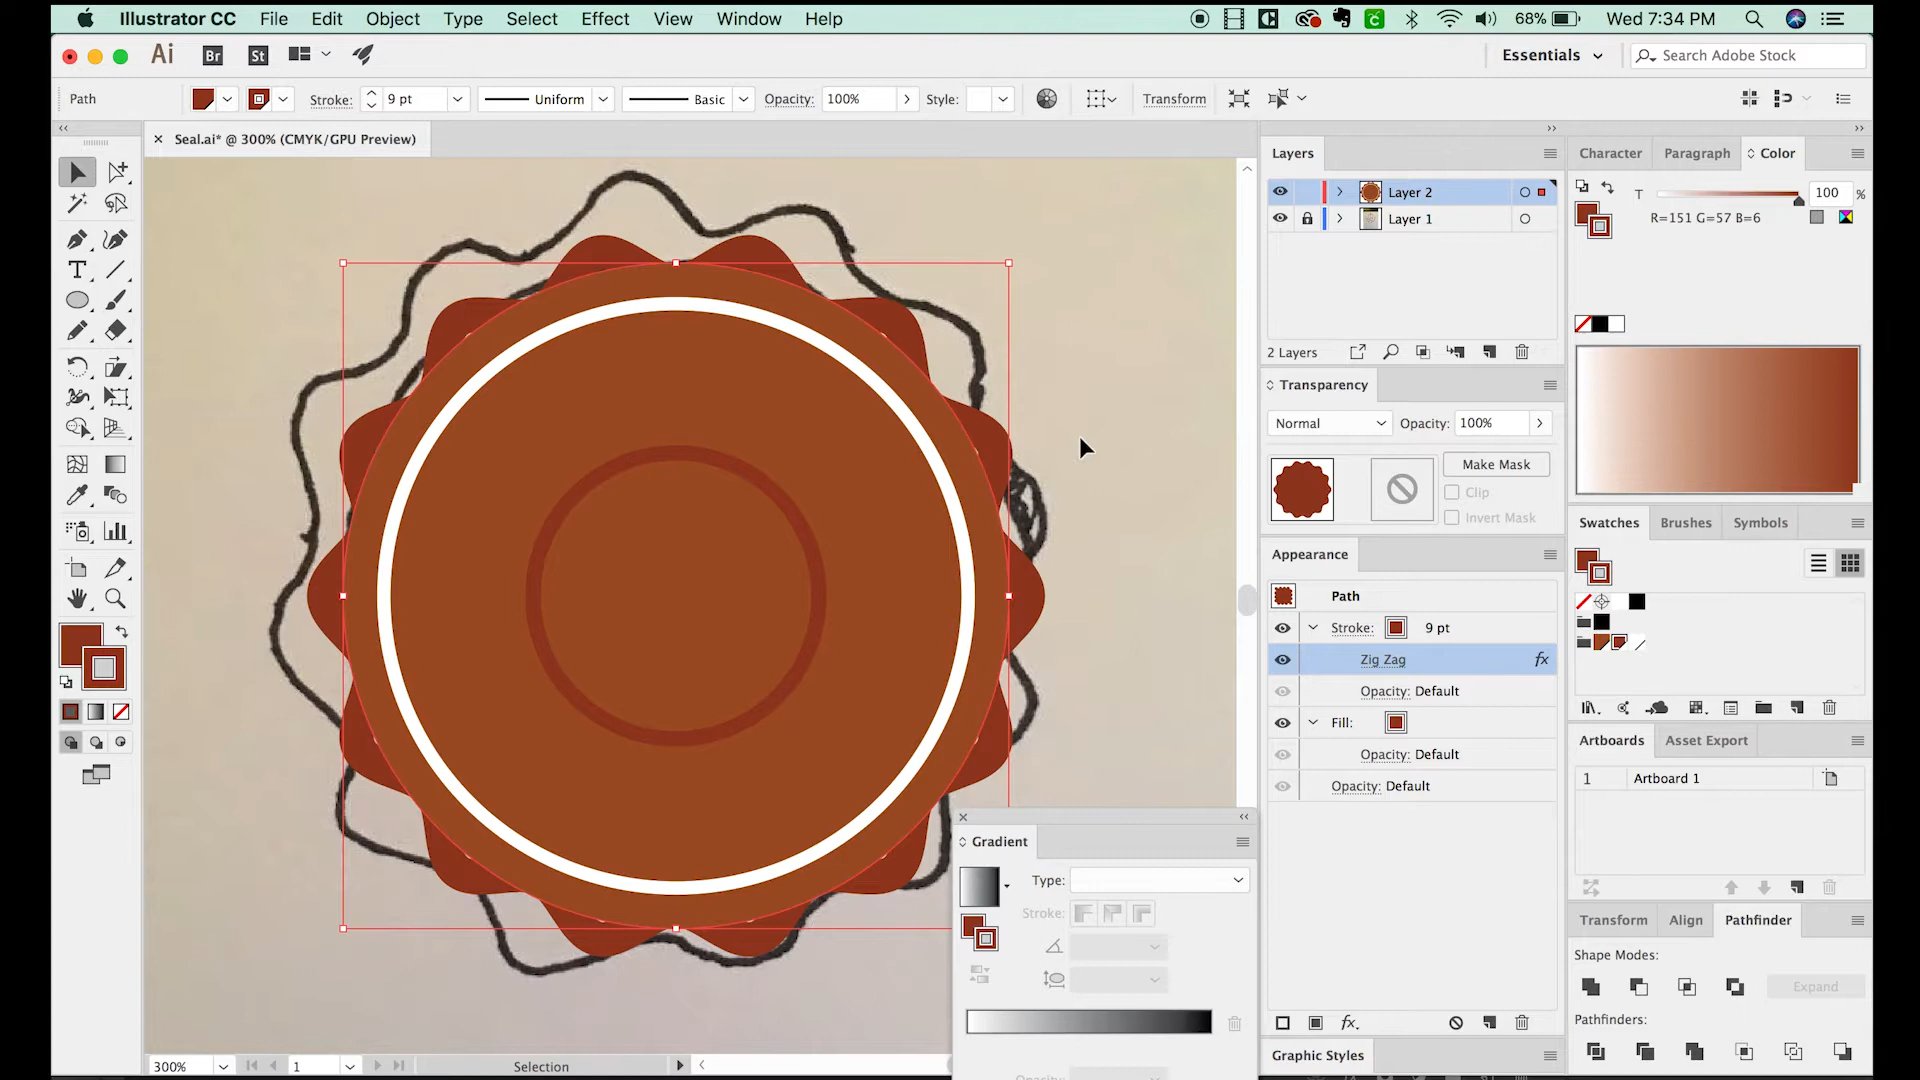 Illustrator CC File Edit Object Type Select Effect View Window Help 68% Wed 7:34 PM
Ai Br St Essentials Search Adobe Stock
Path Stroke: 9 pt Uniform Basic Opacity: 100% Style: Transform
× Seal.ai* @ 300% (CMYK/GPU Preview)
Layers
Layer 2
Layer 1
2 Layers
Transparency
Normal Opacity: 100%
Make Mask
Clip
Invert Mask
Appearance
Path
Stroke: 9 pt
Zig Zag fx
Opacity: Default
Fill:
Opacity: Default
Opacity: Default
fx.
Graphic Styles
Character Paragraph Color
T 100 %
R=151 G=57 B=6
Swatches Brushes Symbols
Artboards Asset Export
1 Artboard 1
Transform Align Pathfinder
Shape Modes:
Expand
Pathfinders:
Gradient
Type:
Stroke:
Opacity:
300% 1 Selection